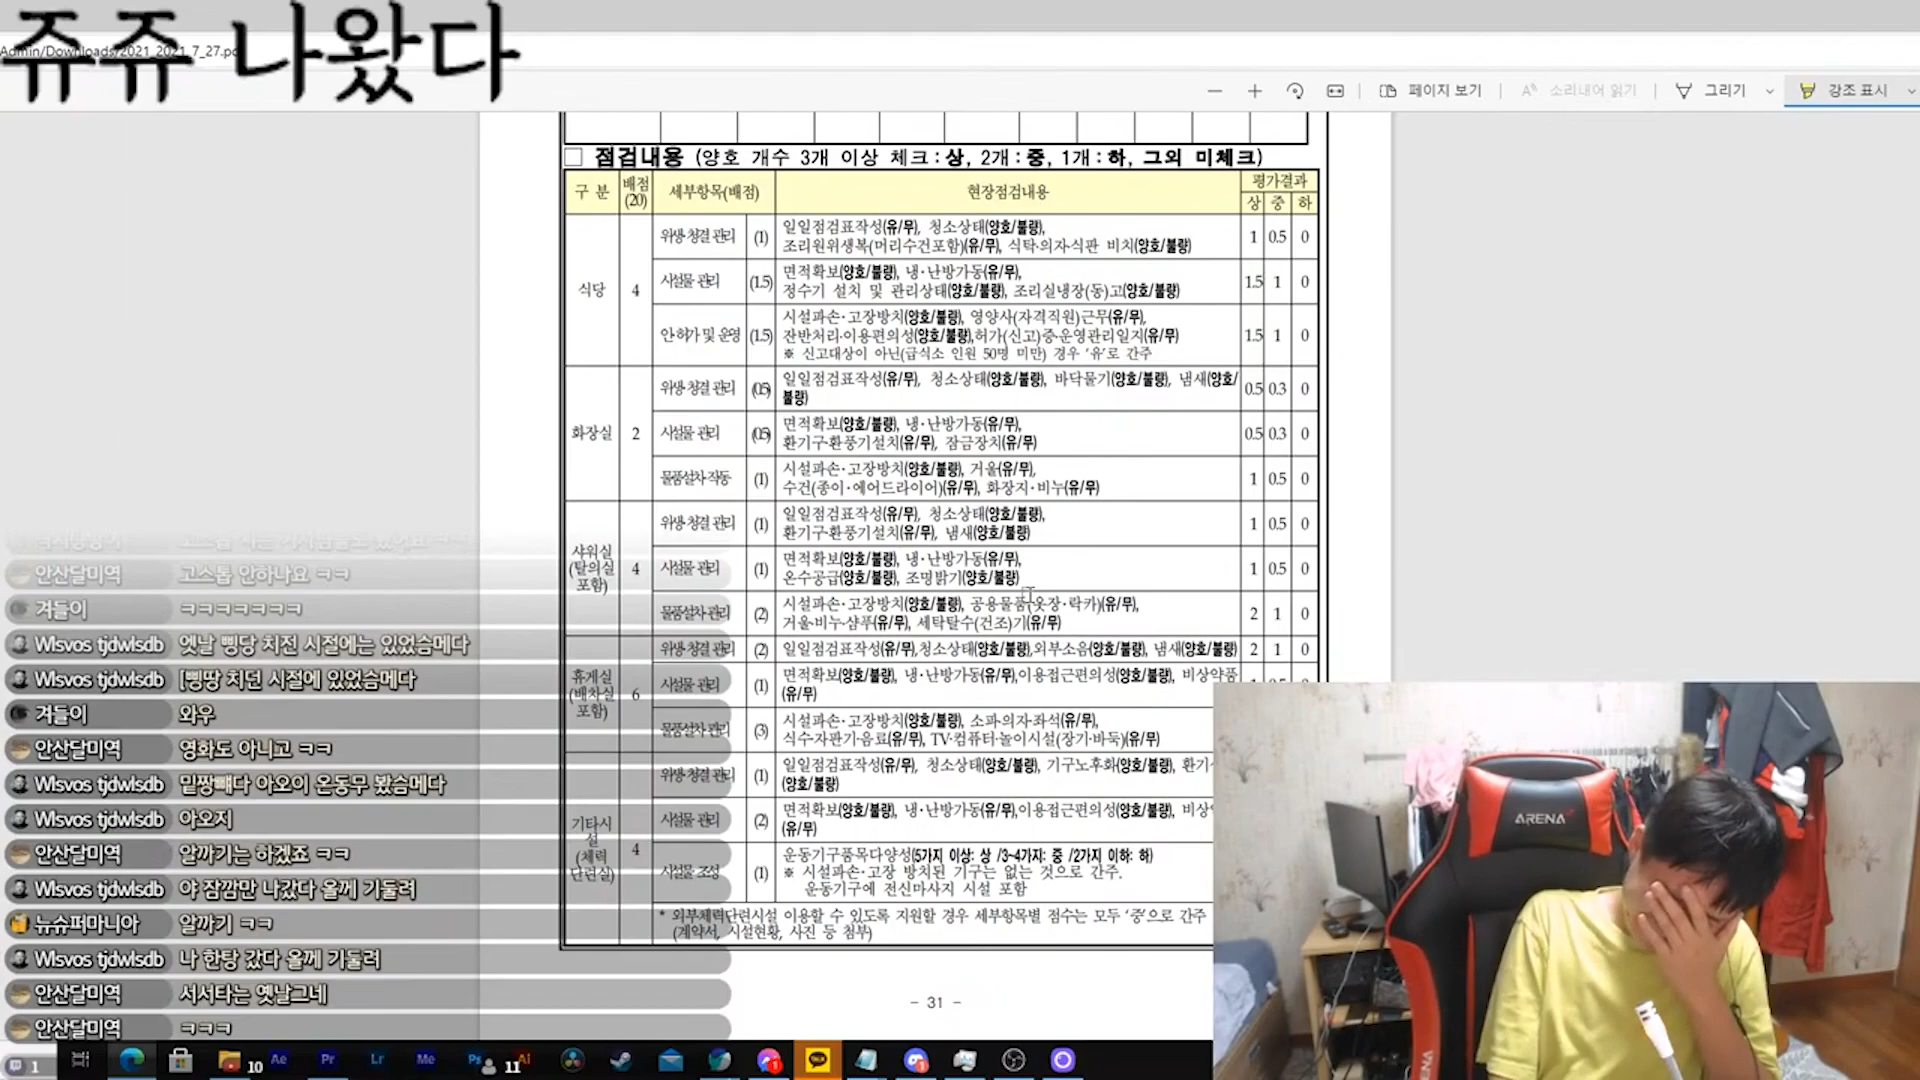 쥬쥬 나왔다
Admin/Downloads/2021_2021_7_27.p
페이지 보기
소리내어 읽기
그리기
강조 표시
□ 점검내용 (양호 개수 3개 이상 체크 : 상, 2개 : 중, 1개 : 하, 그외 미체크)
구 분 배점 (20) 세부항목(배점) 현장점검내용 평가결과
상 중 하
식당 4
위생·청결 관리 (1) 일일점검표작성(유/무), 청소상태(양호/불량),
조리원위생복(머리수건포함)(유/무), 식탁·의자·식판 비치(양호/불량) 1 0.5 0
시설물 관리 (1.5) 면적확보(양호/불량), 냉·난방가동(유/무),
정수기 설치 및 관리상태(양호/불량), 조리실냉장(동)고(양호/불량) 1.5 1 0
인·허가 및 운영 (1.5) 시설파손·고장방치(양호/불량), 영양사(자격직원)근무(유/무),
잔반처리·이용편의성(양호/불량),허가(신고)증·운영관리일지(유/무)
※ 신고대상이 아닌(급식소 인원 50명 미만) 경우 '유'로 간주 1.5 1 0
화장실 2
위생·청결 관리 (0.5) 일일점검표작성(유/무), 청소상태(양호/불량), 바닥물기(양호/불량), 냄새(양호/
불량) 0.5 0.3 0
시설물 관리 (0.5) 면적확보(양호/불량), 냉·난방가동(유/무),
환기구·환풍기설치(유/무), 잠금장치(유/무) 0.5 0.3 0
물품설치·작동 (1) 시설파손·고장방치(양호/불량), 거울(유/무),
수건(종이·에어드라이어)(유/무), 화장지·비누(유/무) 1 0.5 0
샤워실 (탈의실 포함) 4
위생·청결 관리 (1) 일일점검표작성(유/무), 청소상태(양호/불량),
환기구·환풍기설치(유/무), 냄새(양호/불량) 1 0.5 0
시설물 관리 (1) 면적확보(양호/불량), 냉·난방가동(유/무),
온수공급(양호/불량), 조명밝기(양호/불량) 1 0.5 0
물품설치·관리 (2) 시설파손·고장방치(양호/불량), 공용물품(옷장·락카)(유/무),
거울·비누·샴푸(유/무), 세탁탈수(건조)기(유/무) 2 1 0
휴게실 (배차실 포함) 6
위생·청결 관리 (2) 일일점검표작성(유/무),청소상태(양호/불량),외부소음(양호/불량), 냄새(양호/불량) 2 1 0
시설물 관리 (1) 면적확보(양호/불량), 냉·난방가동(유/무),이용접근편의성(양호/불량), 비상약품
(유/무)
물품설치·관리 (3) 시설파손·고장방치(양호/불량), 소파·의자·좌석(유/무),
식수·자판기·음료(유/무), TV·컴퓨터·놀이시설(장기·바둑)(유/무)
기타시설 (체력 단련실) 4
위생·청결 관리 (1) 일일점검표작성(유/무), 청소상태(양호/불량), 기구노후화(양호/불량), 환기
(양호/불량)
시설물 관리 (2) 면적확보(양호/불량), 냉·난방가동(유/무),이용접근편의성(양호/불량), 비상
(유/무)
시설물 조성 (1) 운동기구품목다양성(5가지 이상: 상 /3~4가지: 중 /2가지 이하: 하)
※ 시설파손·고장 방치된 기구는 없는 것으로 간주.
운동기구에 전신마사지 시설 포함
* 외부체력단련시설 이용할 수 있도록 지원할 경우 세부항목별 점수는 모두 '중'으로 간주
(계약서, 시설현황, 사진 등 첨부)
- 31 -
안산달미역 고스톱 안하나요 ㅋㅋ
겨들이 ㅋㅋㅋㅋㅋㅋㅋ
Wlsvos tjdwlsdb 옛날 삥당 치전 시절에는 있었슴메다
Wlsvos tjdwlsdb [삥땅 치던 시절에 있었슴메다
겨들이 와우
안산달미역 영화도 아니고 ㅋㅋ
Wlsvos tjdwlsdb 밑짱뺴다 아오이 온동무 봤슴메다
Wlsvos tjdwlsdb 아오지
안산달미역 알까기는 하겠죠 ㅋㅋ
Wlsvos tjdwlsdb 야 잠깜만 나갔다 올께 기둘려
뉴슈퍼마니아 알까기 ㅋㅋ
Wlsvos tjdwlsdb 나 한탕 갔다 올께 기둘려
안산달미역 서서타는 옛날그네
안산달미역 ㅋㅋㅋ
1
10
Ae
Pr
Lr
Me
Ps
11
Ai
TALK
1
ARENA
ARENA